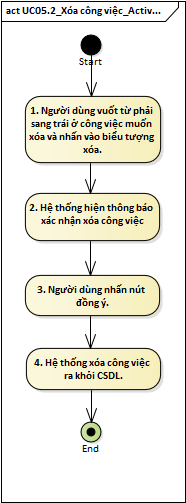 act UC05.2_Xóa công việc_Activ...
Start
1. Người dùng vuốt từ phải
sang trái ở công việc muốn
xóa và nhấn vào biểu tượng
xóa.
2. Hệ thống hiện thông báo
xác nhận xóa công việc
3. Người dùng nhấn nút
đồng ý.
4. Hệ thống xóa công việc
ra khỏi CSDL.
End